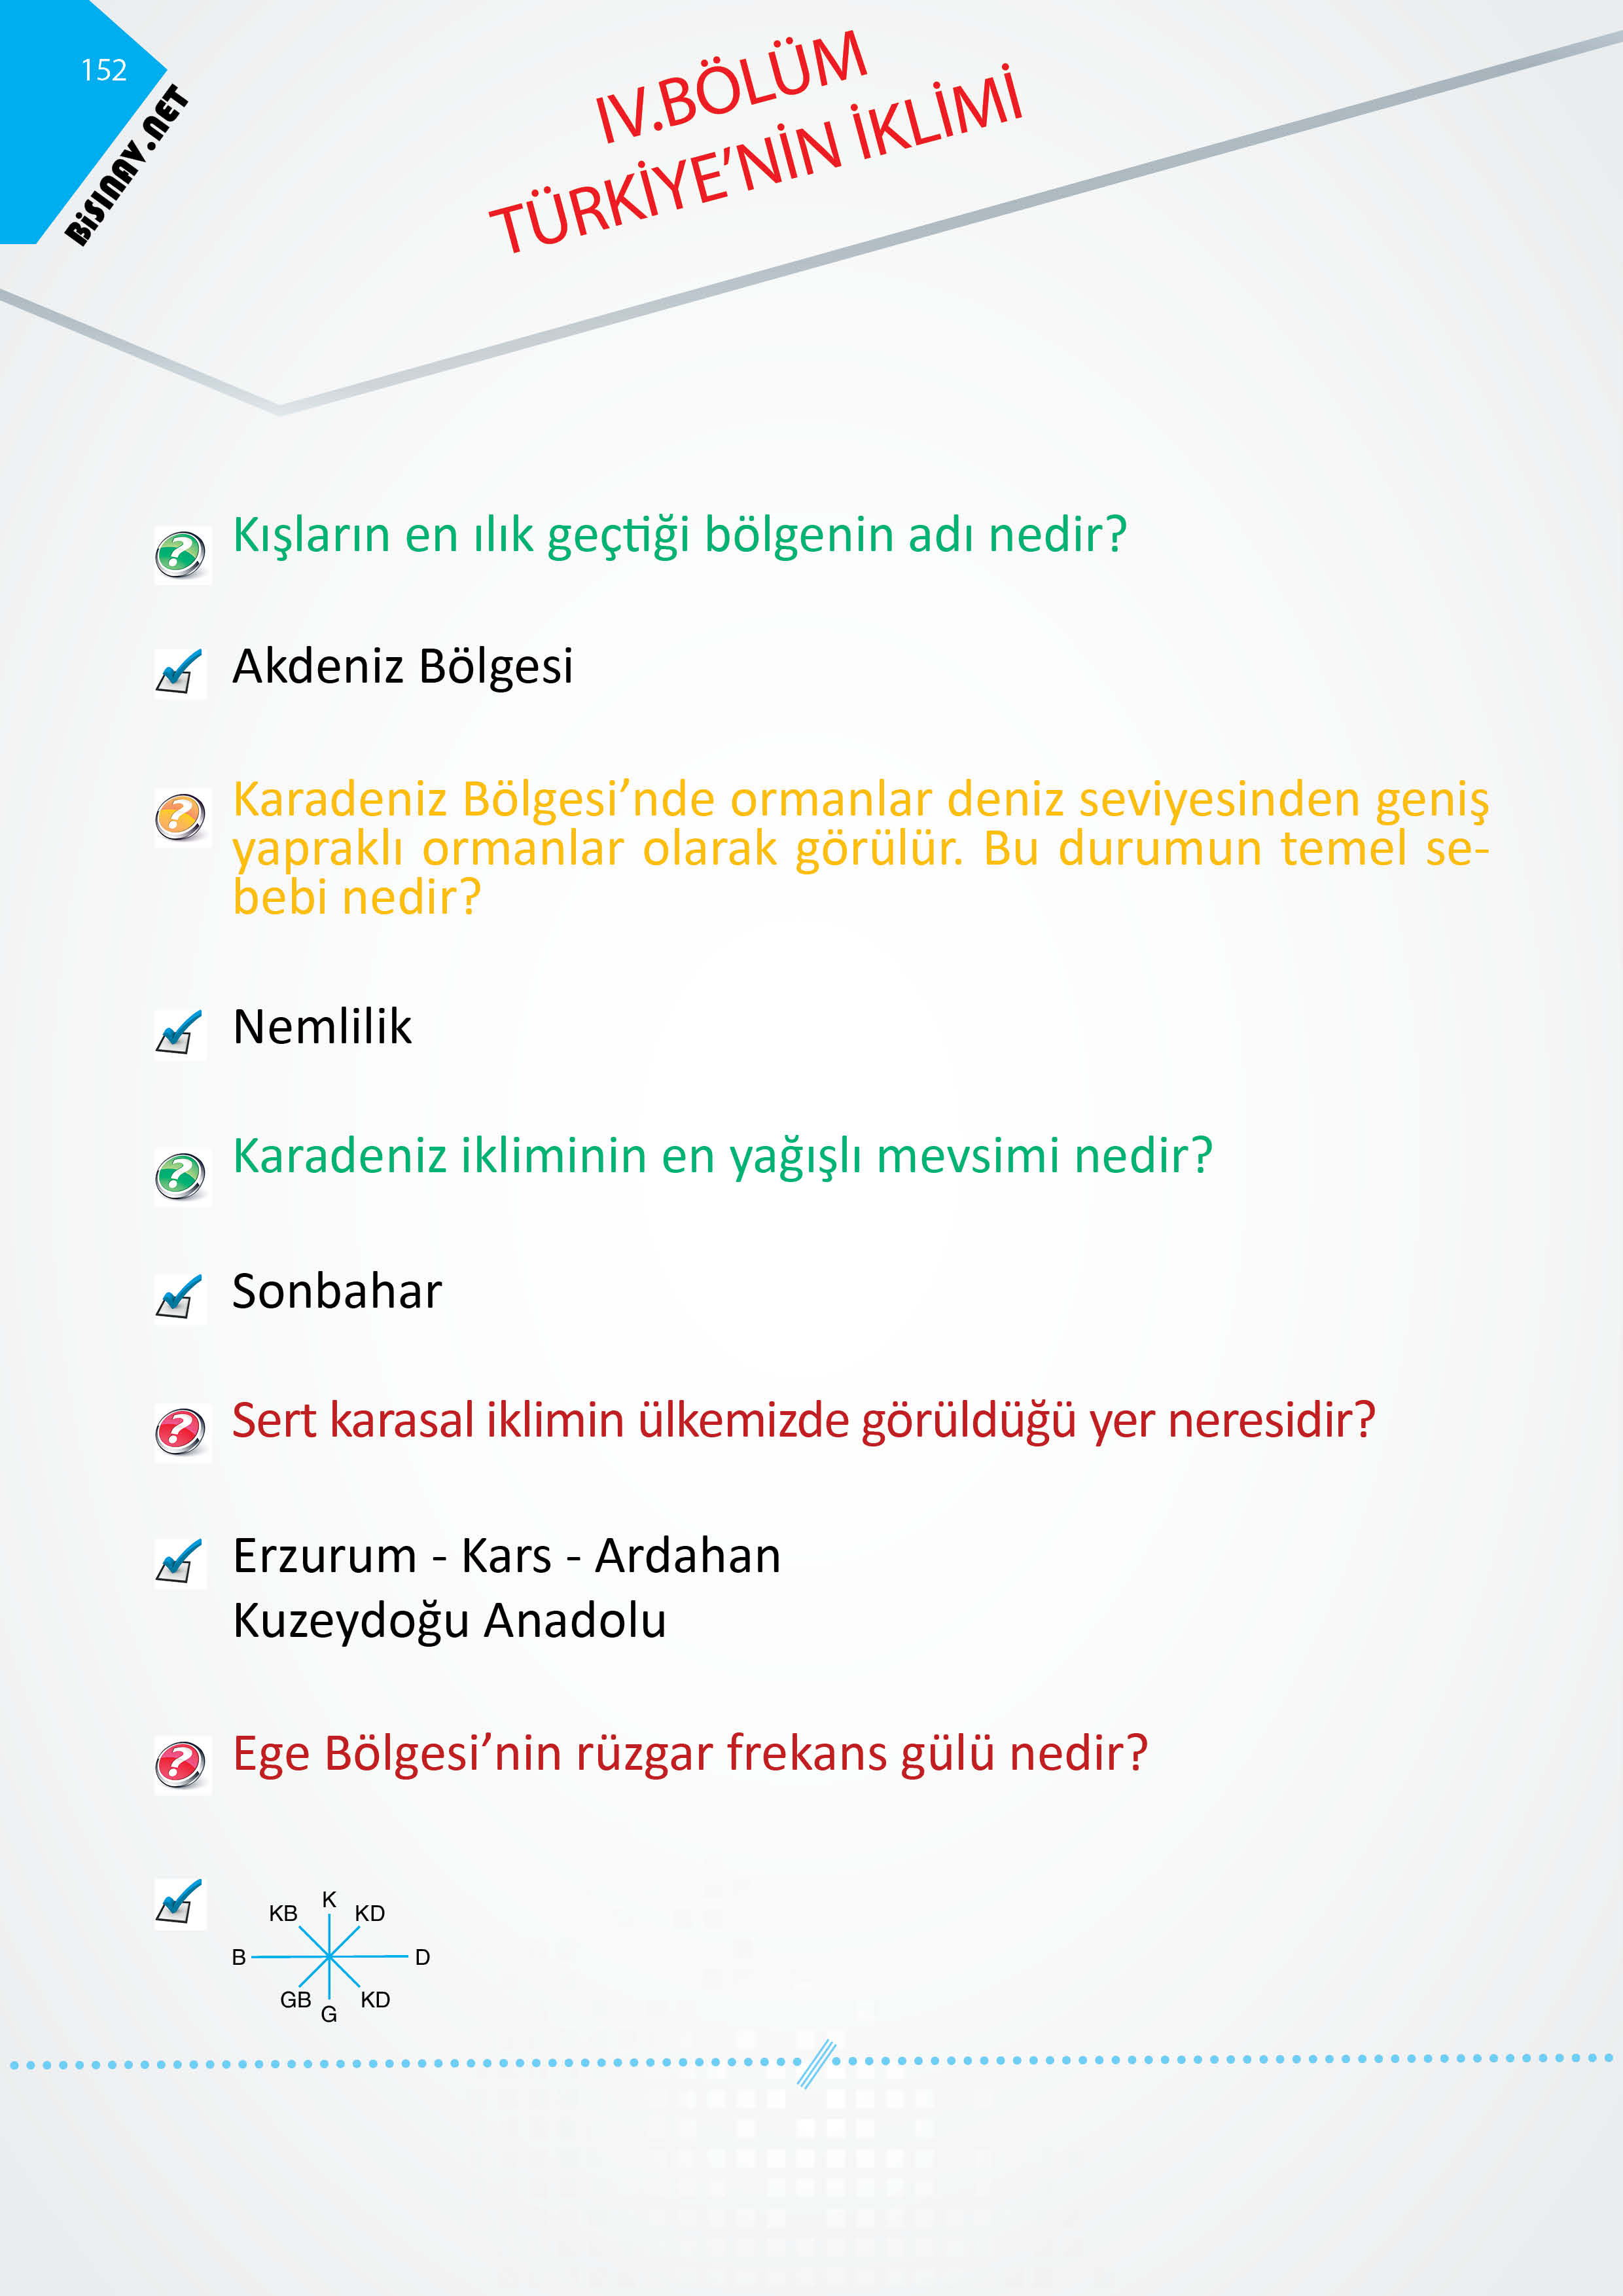 152
BiSINAV.NET
IV.BÖLÜM
TÜRKİYE’NİN İKLİMİ
Kışların en ılık geçtiği bölgenin adı nedir?
Akdeniz Bölgesi
Karadeniz Bölgesi’nde ormanlar deniz seviyesinden geniş
yapraklı ormanlar olarak görülür. Bu durumun temel se-
bebi nedir?
Nemlilik
Karadeniz ikliminin en yağışlı mevsimi nedir?
Sonbahar
Sert karasal iklimin ülkemizde görüldüğü yer neresidir?
Erzurum - Kars - Ardahan
Kuzeydoğu Anadolu
Ege Bölgesi’nin rüzgar frekans gülü nedir?
K
KB KD
B D
GB KD
G